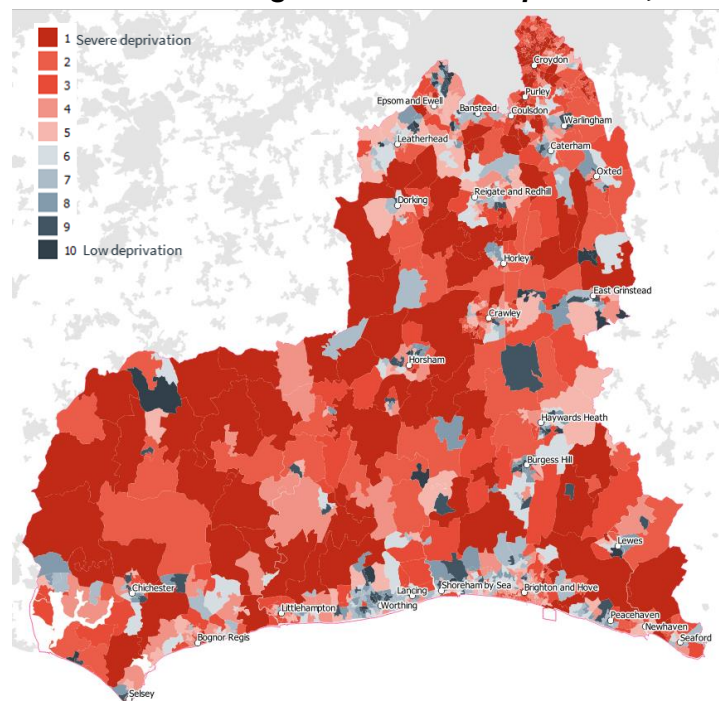 1 Severe deprivation
2
3
4
5
6
7
8
9
10 Low deprivation
Croydon
Purley
Epsom and Ewell
Banstead
Coulsdon
Warlingham
Leatherhead
Caterham
Oxted
Reigate and Redhill
Dorking
Horley
East Grinstead
Crawley
Horsham
Haywards Heath
Burgess Hill
Lewes
Chichester
Shoreham by Sea
Lancing
Brighton and Hove
Worthing
Littlehampton
Peacehaven
Newhaven
Bognor Regis
Seaford
Selsey